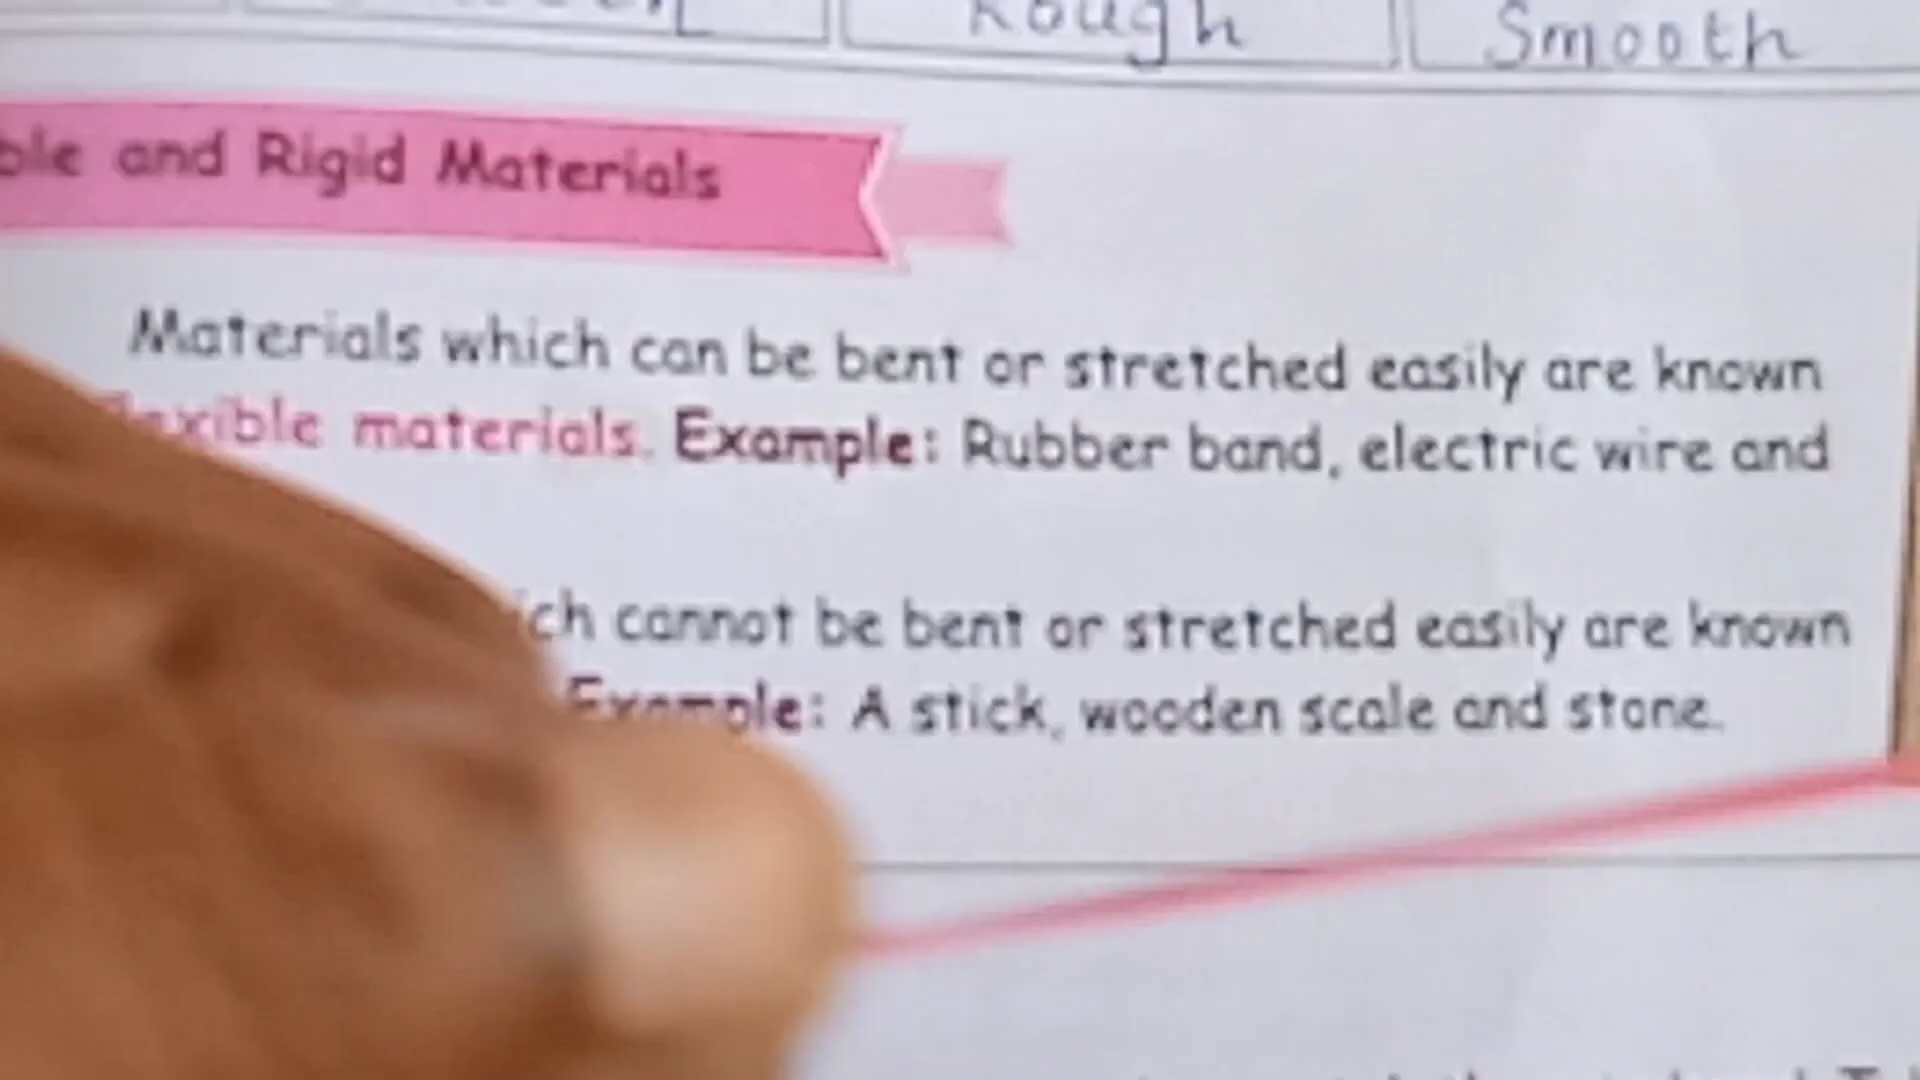 Rough Smooth
ble and Rigid Materials
Materials which can be bent or stretched easily are known
flexible materials. Example: Rubber band, electric wire and
ch cannot be bent or stretched easily are known
Example: A stick, wooden scale and stone.